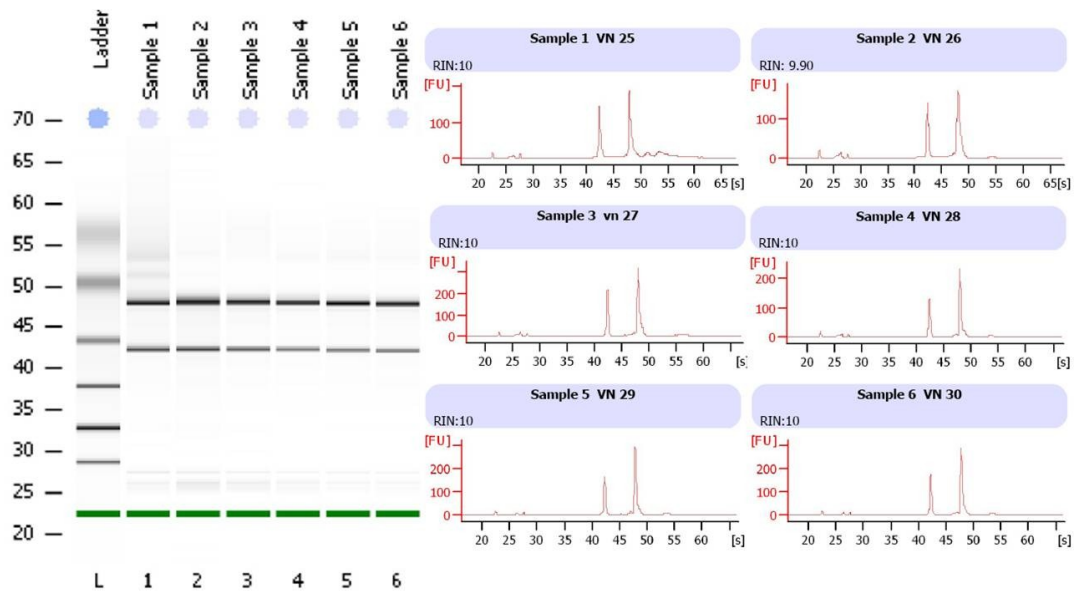 Ladder
Sample 1
Sample 2
Sample 3
Sample 4
Sample 5
Sample 6
70
65
60
55
50
45
40
35
30
25
20
L 1 2 3 4 5 6
Sample 1 VN 25
RIN:10
[FU]
100
0
20 25 30 35 40 45 50 55 60 65 [s]
Sample 2 VN 26
RIN: 9.90
[FU]
100
0
20 25 30 35 40 45 50 55 60 65 [s]
Sample 3 vn 27
RIN:10
[FU]
200
100
0
20 25 30 35 40 45 50 55 60 [s]
Sample 4 VN 28
RIN:10
[FU]
200
100
0
20 25 30 35 40 45 50 55 60 [s]
Sample 5 VN 29
RIN:10
[FU]
200
100
0
20 25 30 35 40 45 50 55 60 [s]
Sample 6 VN 30
RIN:10
[FU]
200
100
0
20 25 30 35 40 45 50 55 60 [s]